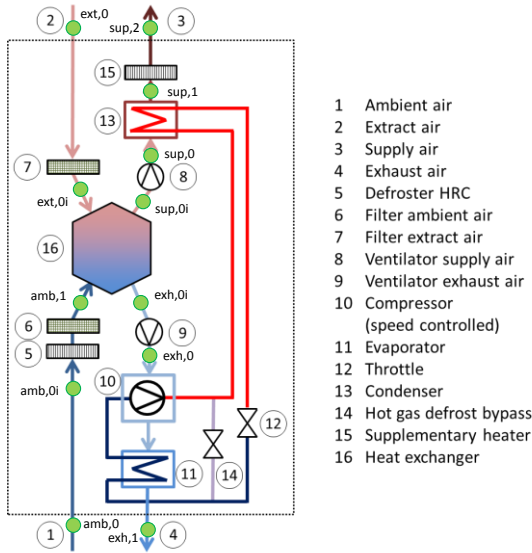 2
ext,0
sup,2
3
15
sup,1
13
sup,0
7
8
ext,0i
sup,0i
16
amb,1
exh,0i
6
9
5
exh,0
10
amb,0i
12
11
14
1
amb,0
exh,1
4
1 Ambient air
2 Extract air
3 Supply air
4 Exhaust air
5 Defroster HRC
6 Filter ambient air
7 Filter extract air
8 Ventilator supply air
9 Ventilator exhaust air
10 Compressor
(speed controlled)
11 Evaporator
12 Throttle
13 Condenser
14 Hot gas defrost bypass
15 Supplementary heater
16 Heat exchanger